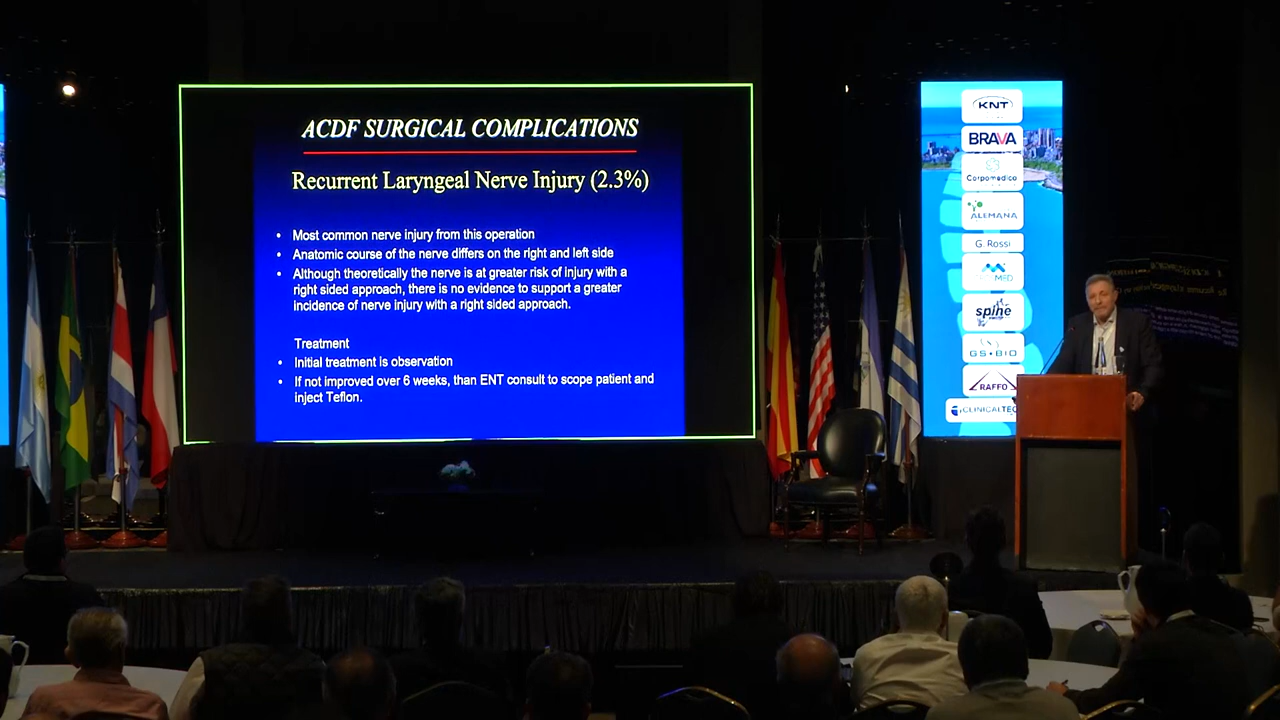 ACDF SURGICAL COMPLICATIONS
Recurrent Laryngeal Nerve Injury (2.3%)
• Most common nerve injury from this operation
• Anatomic course of the nerve differs on the right and left side
• Although theoretically the nerve is at greater risk of injury with a
right sided approach, there is no evidence to support a greater
incidence of nerve injury with a right sided approach.
Treatment
• Initial treatment is observation
• If not improved over 6 weeks, than ENT consult to scope patient and
inject Teflon.
KNT
BRAVA
Corpomedica
ALEMANA
G. Rossi
MED
spine
GS·BIO
RAFFO
CLINICALTEC